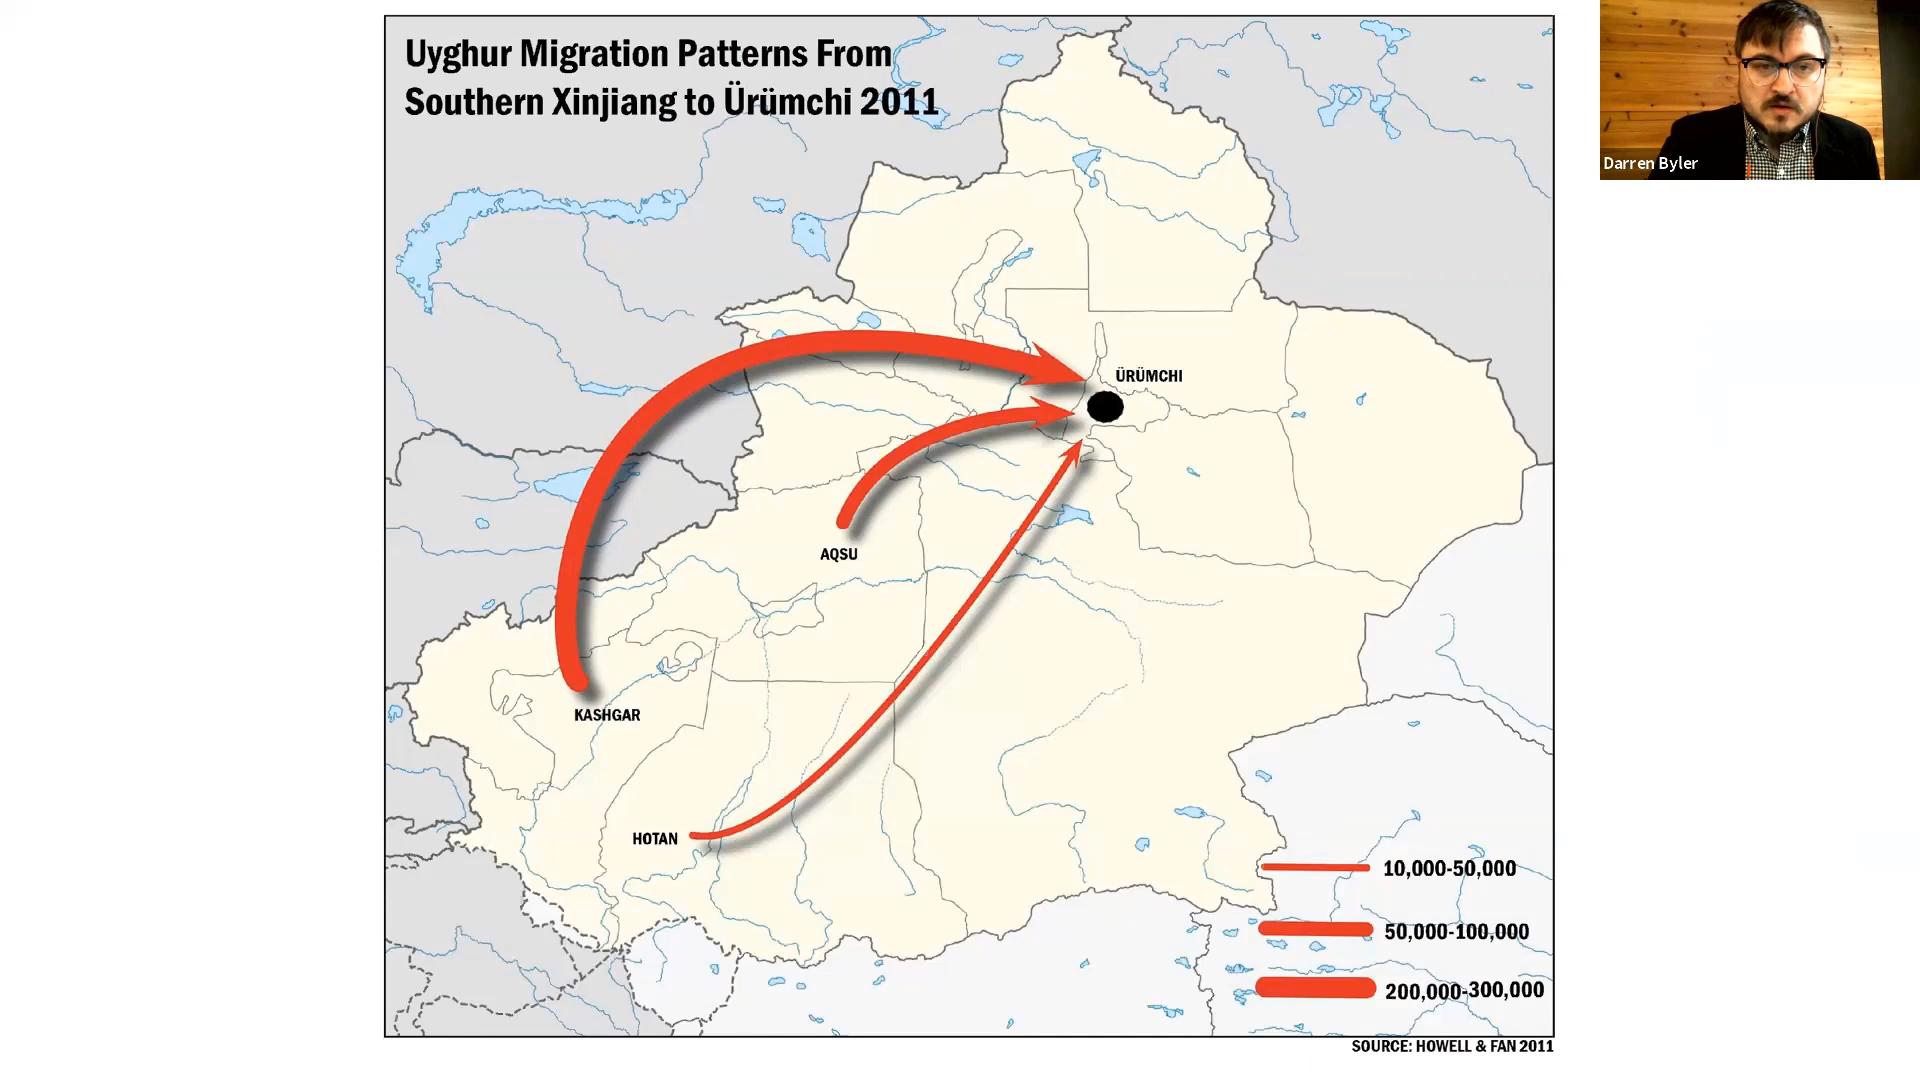 Uyghur Migration Patterns From
Southern Xinjiang to Ürümchi 2011
Darren Byler
ÜRÜMCHI
AQSU
KASHGAR
HOTAN
10,000-50,000
50,000-100,000
200,000-300,000
SOURCE: HOWELL & FAN 2011